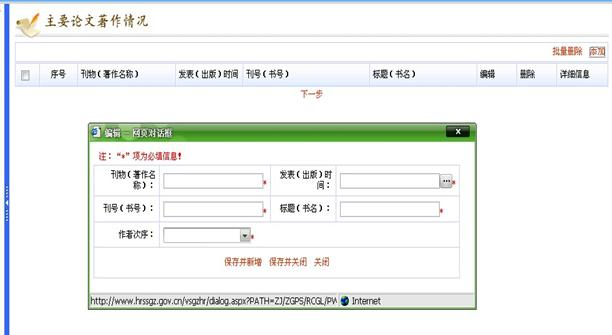 主要论文著作情况
批量删除 添加
序号 刊物(著作名称) 发表(出版)时间 刊号(书号) 标题(书名) 编辑 删除 详细信息
下一步
编辑 -- 网页对话框
注:“*”项为必填信息!
刊物(著作名称): * 发表(出版)时间: ... *
刊号(书号): * 标题(书名): *
作著次序: *
保存并新增 保存并关闭 关闭
http://www.hrssgz.gov.cn/vsgzhr/dialog.aspx?PATH=ZJ/ZGPS/RCGL/PW Internet